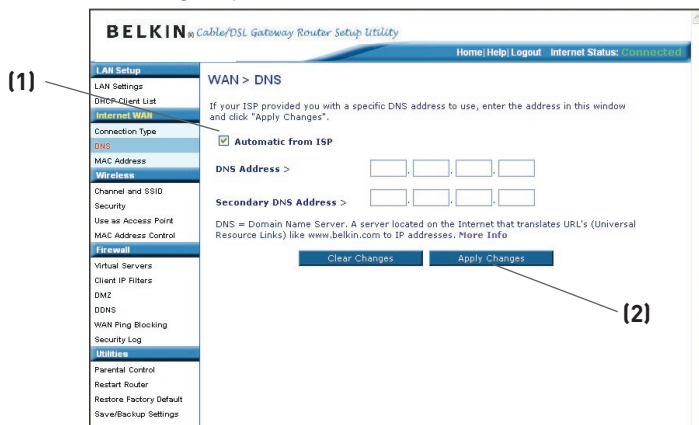 BELKIN® Cable/DSL Gateway Router Setup Utility
Home|Help|Logout Internet Status: Connected
(1)
LAN Setup
LAN Settings
DHCP Client List
Internet WAN
Connection Type
DNS
MAC Address
Wireless
Channel and SSID
Security
Use as Access Point
MAC Address Control
Firewall
Virtual Servers
Client IP Filters
DMZ
DDNS
WAN Ping Blocking
Security Log
Utilities
Parental Control
Restart Router
Restore Factory Default
Save/Backup Settings
WAN > DNS
If your ISP provided you with a specific DNS address to use, enter the address in this window
and click "Apply Changes".
Automatic from ISP
DNS Address >
. . .
Secondary DNS Address >
. . .
DNS = Domain Name Server. A server located on the Internet that translates URL's (Universal
Resource Links) like www.belkin.com to IP addresses. More Info
Clear Changes Apply Changes
(2)